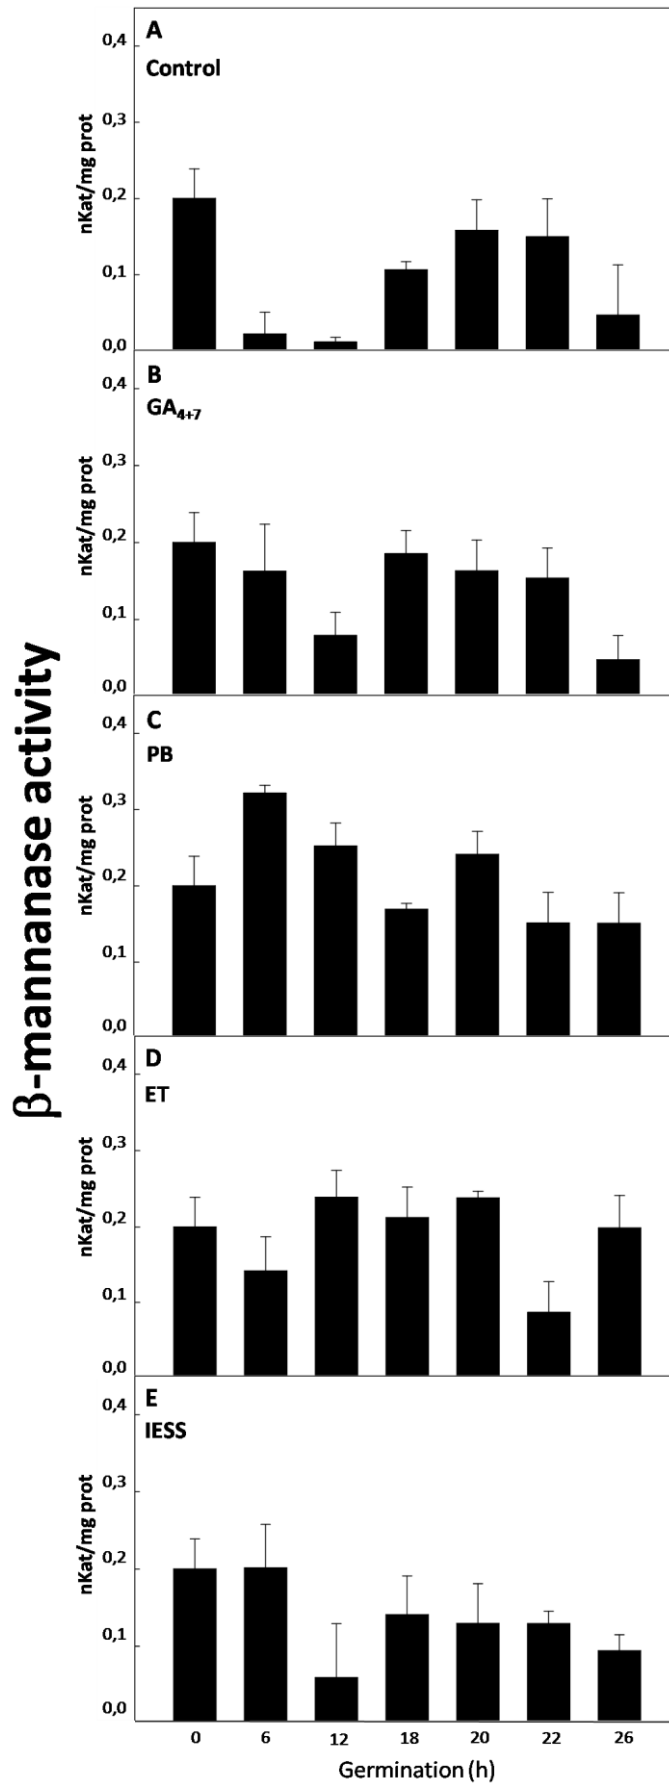 β-mannanase activity
A
Control
nKat/mg prot
0,4
0,3
0,2
0,1
0,0
B
GA4+7
nKat/mg prot
0,4
0,3
0,2
0,1
0,0
C
PB
nKat/mg prot
0,4
0,3
0,2
0,1
0,0
D
ET
nKat/mg prot
0,4
0,3
0,2
0,1
0,0
E
IESS
nKat/mg prot
0,4
0,3
0,2
0,1
0,0
0 6 12 18 20 22 26
Germination (h)